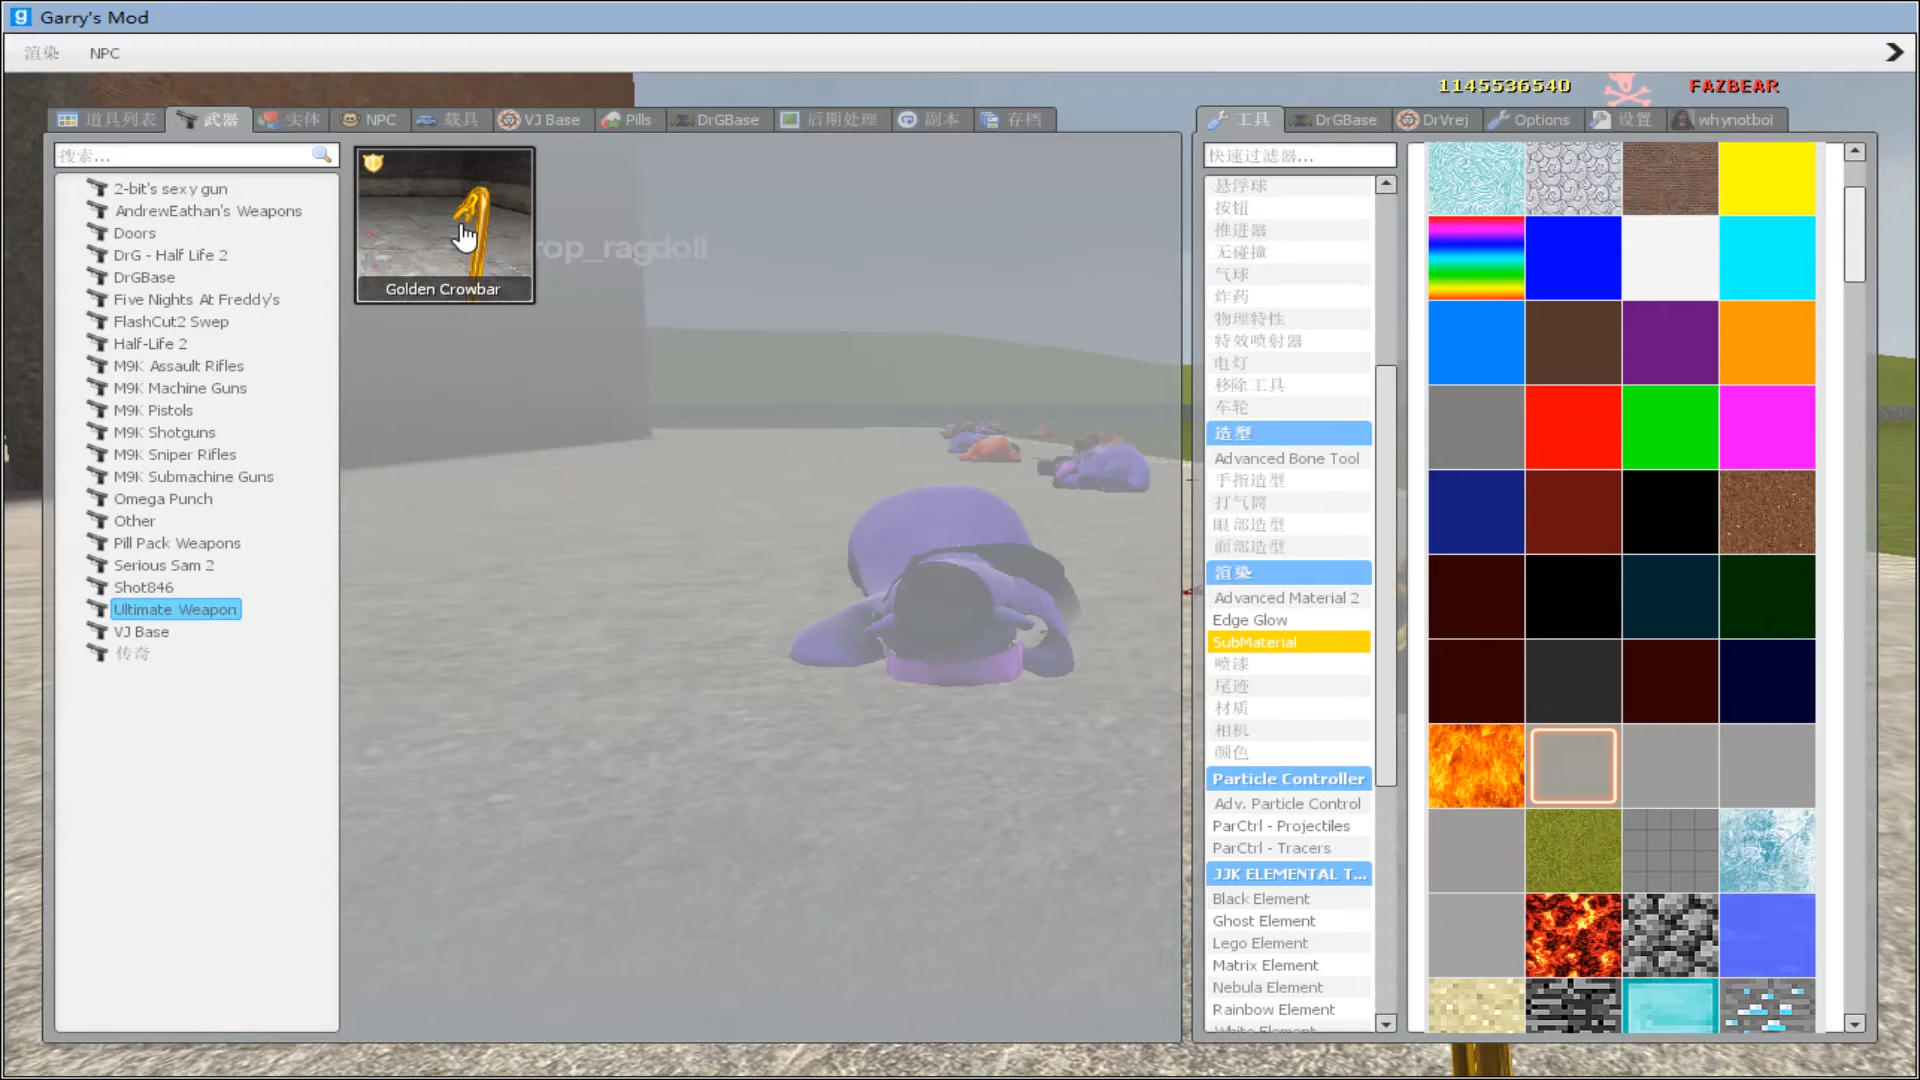 Garry's Mod
渲染 NPC
1145536540 FAZBEAR
道具列表 武器 实体 NPC 载具 VJ Base Pills DrGBase 后期处理 副本 存档
工具 DrGBase DrVrej Options 设置 whynotboi
搜索...
2-bit's sexy gun
AndrewEathan's Weapons
Doors
DrG - Half Life 2
DrGBase
Five Nights At Freddy's
FlashCut2 Swep
Half-Life 2
M9K Assault Rifles
M9K Machine Guns
M9K Pistols
M9K Shotguns
M9K Sniper Rifles
M9K Submachine Guns
Omega Punch
Other
Pill Pack Weapons
Serious Sam 2
Shot846
Ultimate Weapon
VJ Base
传奇
Golden Crowbar
rop_ragdoll
快速过滤器...
悬浮球
按钮
推进器
无碰撞
气球
炸药
物理特性
特效喷射器
电灯
移除工具
车轮
造型
Advanced Bone Tool
手指造型
打气筒
眼部造型
面部造型
渲染
Advanced Material 2
Edge Glow
SubMaterial
喷漆
尾迹
材质
相机
颜色
Particle Controller
Adv. Particle Control
ParCtrl - Projectiles
ParCtrl - Tracers
JJK ELEMENTAL T...
Black Element
Ghost Element
Lego Element
Matrix Element
Nebula Element
Rainbow Element
White Element